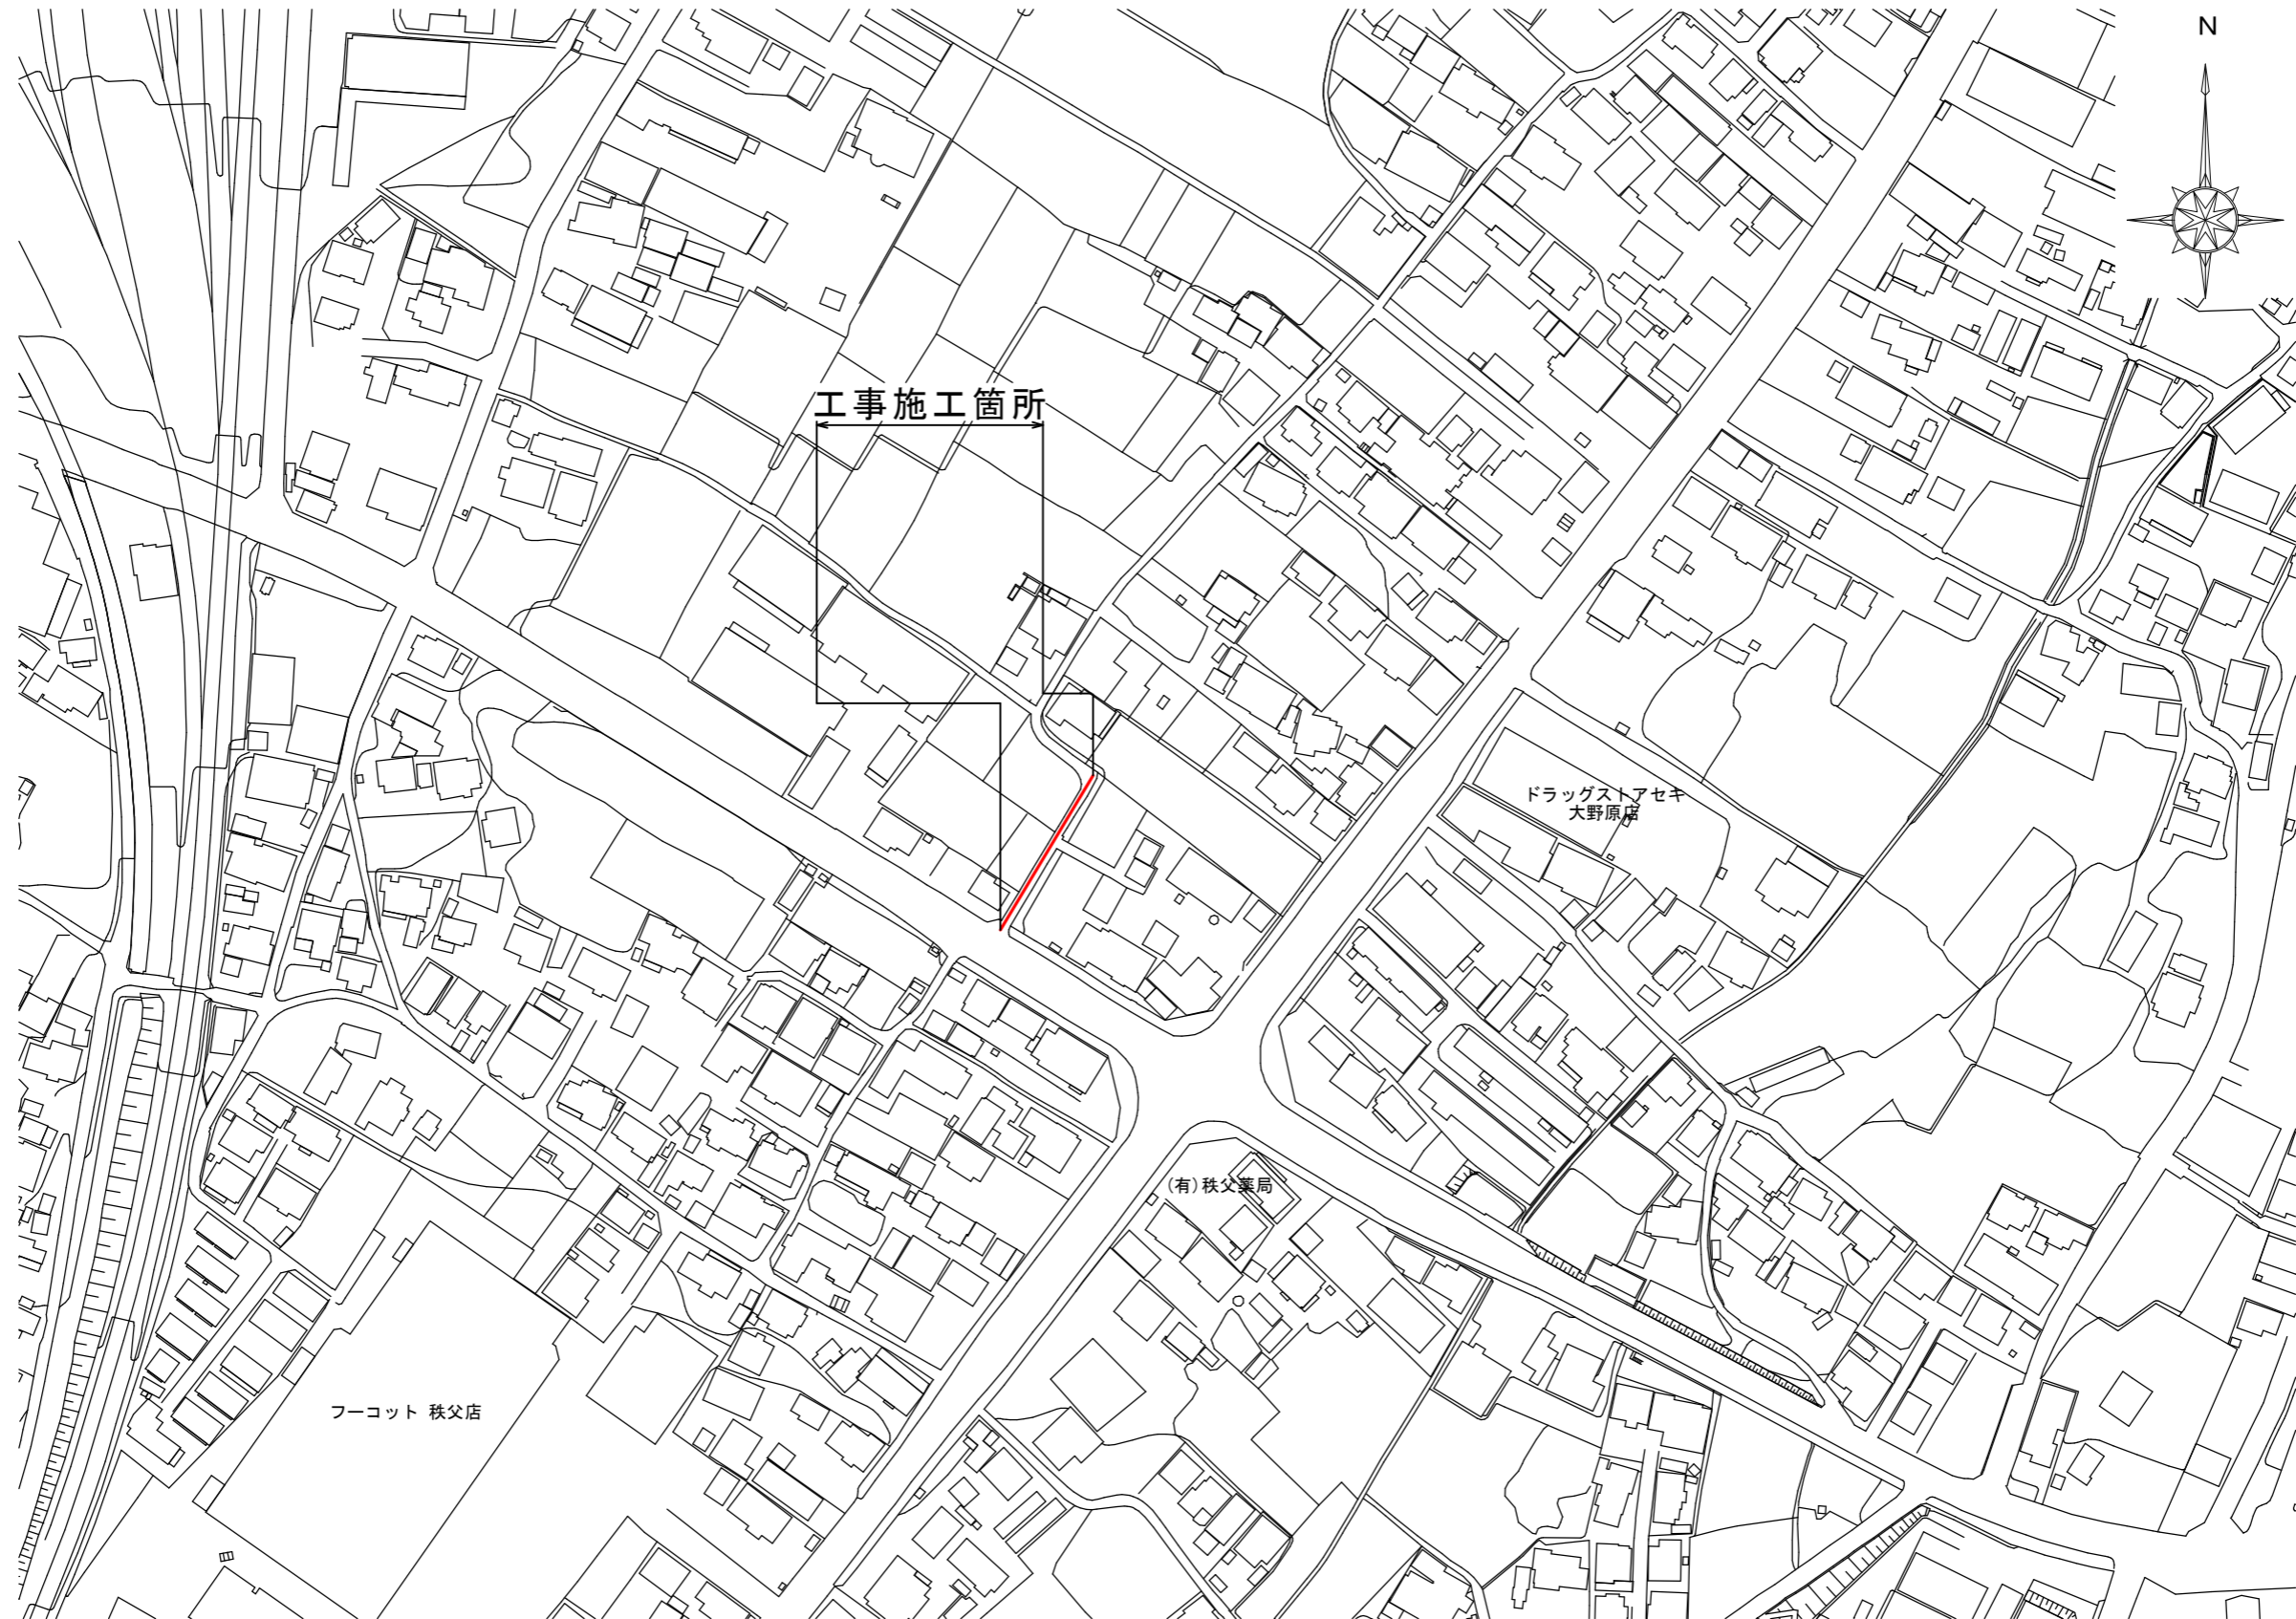 N
工事施工箇所
ドラッグストアセキ
大野原店
(有)秩父薬局
フーコット 秩父店